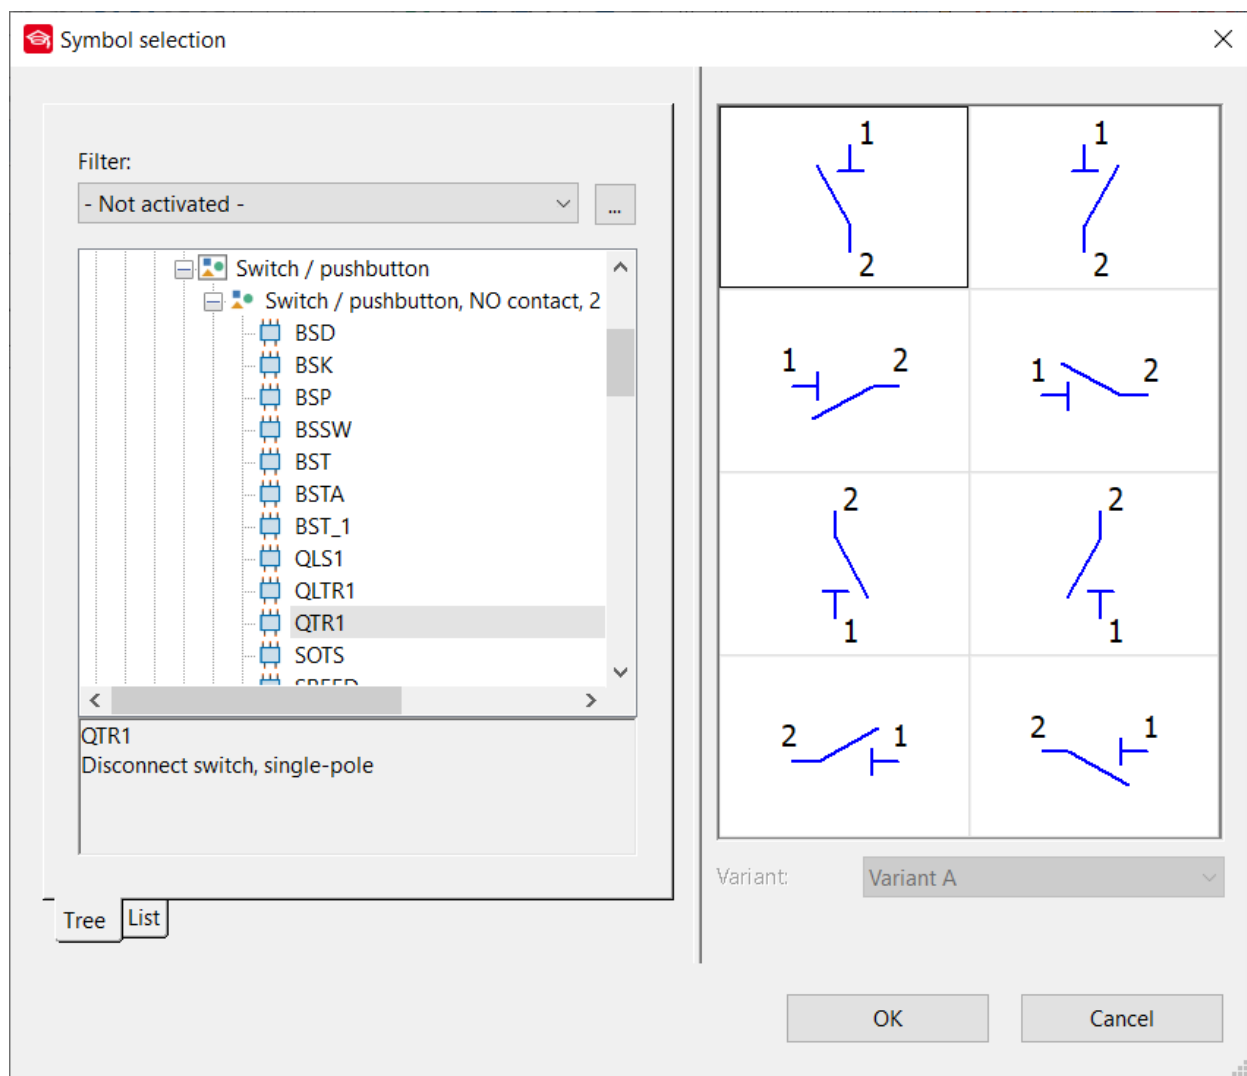 Symbol selection
Filter:
- Not activated -
...
Switch / pushbutton
Switch / pushbutton, NO contact, 2
BSD
BSK
BSP
BSSW
BST
BSTA
BST_1
QLS1
QLTR1
QTR1
SOTS
QTR1
Disconnect switch, single-pole
Tree
List
1
1
2
2
1
2
1
2
2
2
1
1
2
1
2
1
Variant:
Variant A
OK
Cancel